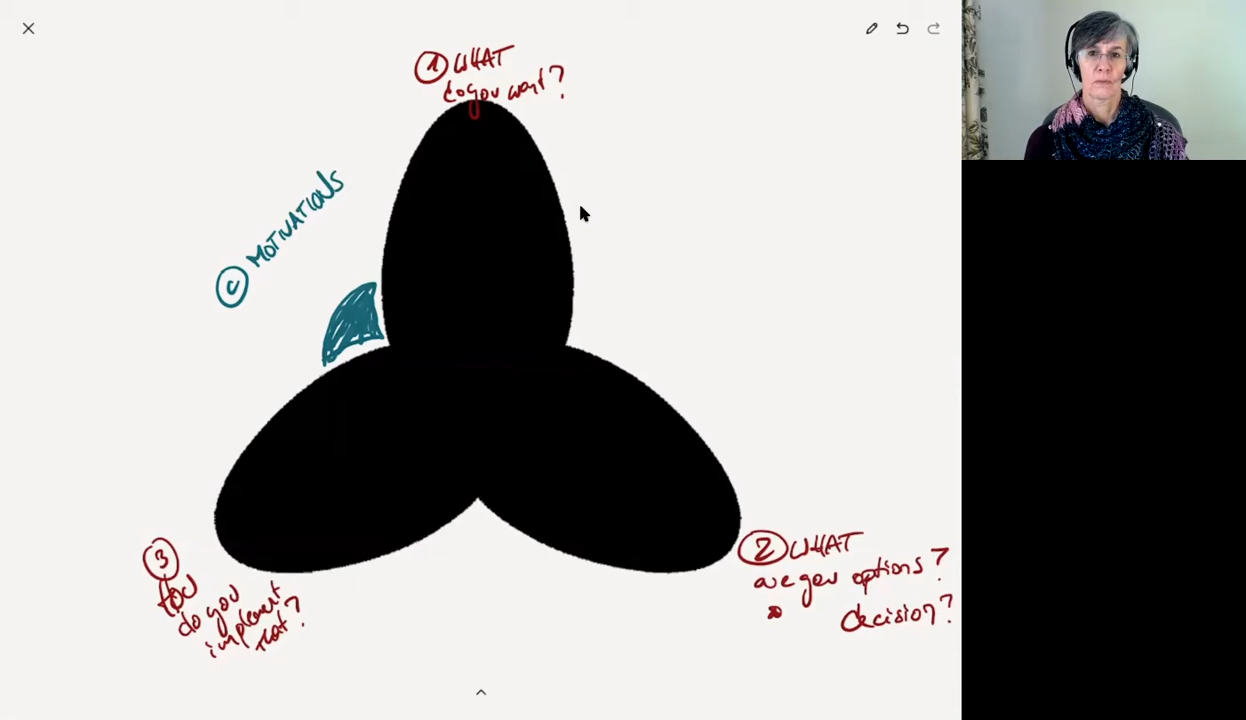 1 WHAT
do you want?
C MOTIVATIONS
2 WHAT
are you options?
decision?
3
How
do you
implement
that?